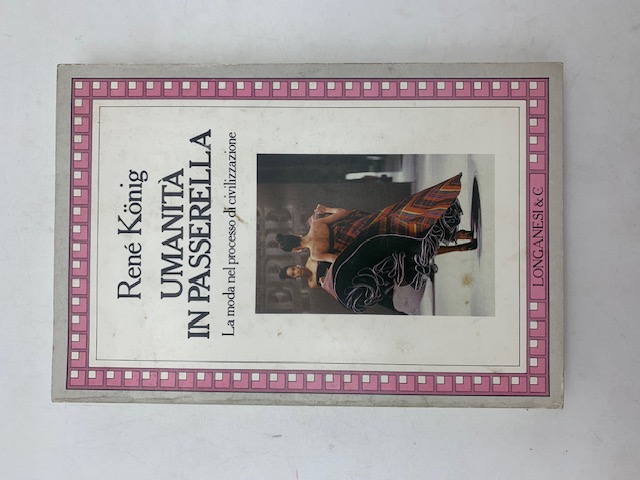 René König
UMANITÀ
IN PASSERELLA
La moda nel processo di civilizzazione
LONGANESI & C